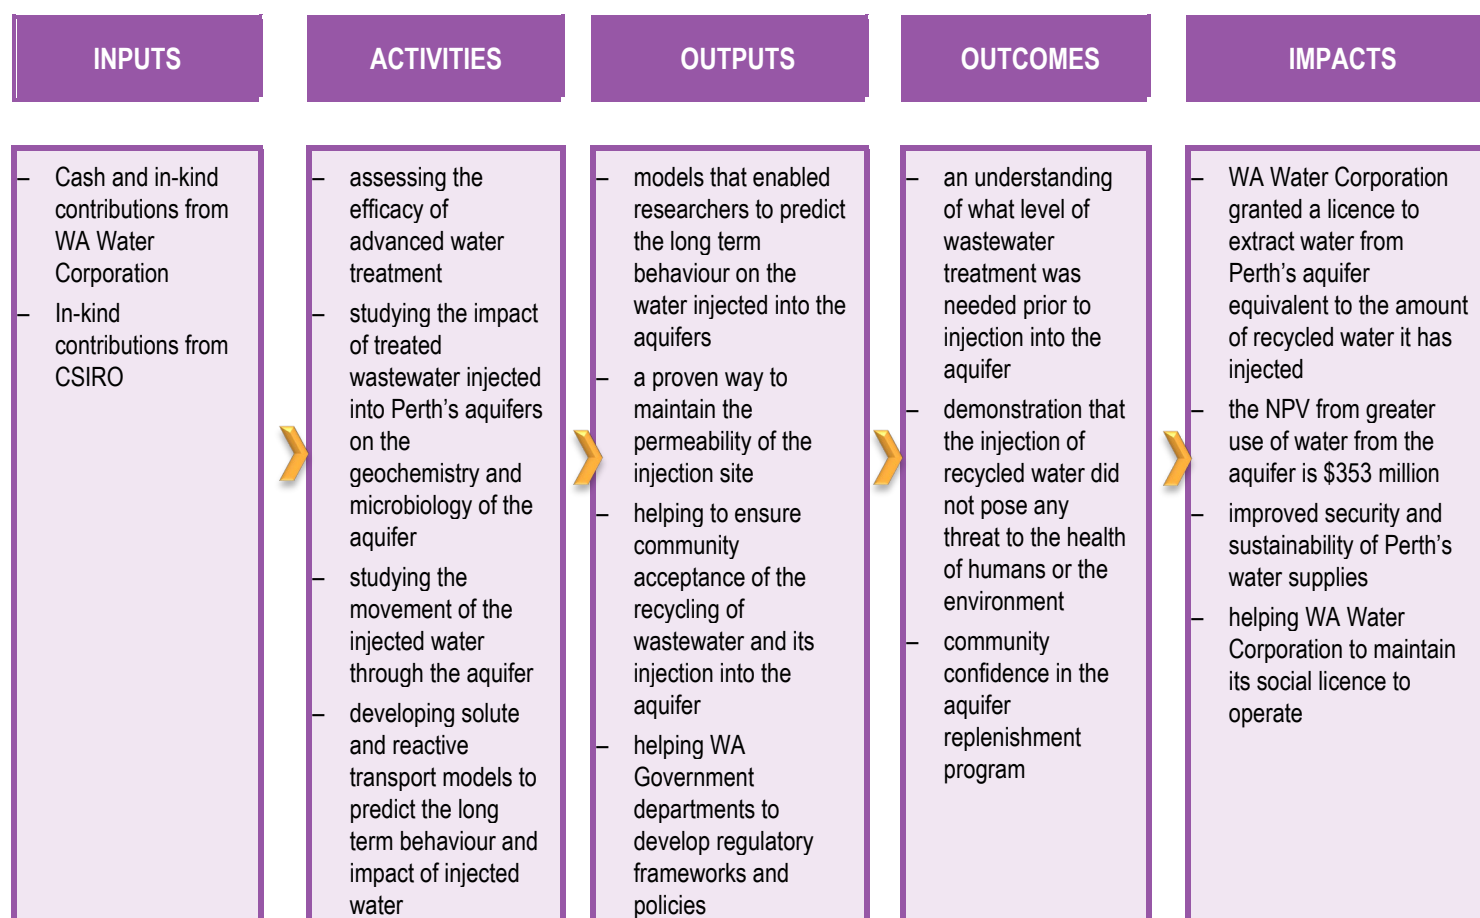 INPUTS
ACTIVITIES
OUTPUTS
OUTCOMES
IMPACTS
– Cash and in-kind
contributions from
WA Water
Corporation
– In-kind
contributions from
CSIRO
– assessing the
efficacy of
advanced water
treatment
– studying the impact
of treated
wastewater injected
into Perth’s aquifers
on the
geochemistry and
microbiology of the
aquifer
– studying the
movement of the
injected water
through the aquifer
– developing solute
and reactive
transport models to
predict the long
term behaviour and
impact of injected
water
– models that enabled
researchers to predict
the long term
behaviour on the
water injected into the
aquifers
– a proven way to
maintain the
permeability of the
injection site
– helping to ensure
community
acceptance of the
recycling of
wastewater and its
injection into the
aquifer
– helping WA
Government
departments to
develop regulatory
frameworks and
policies
– an understanding
of what level of
wastewater
treatment was
needed prior to
injection into the
aquifer
– demonstration that
the injection of
recycled water did
not pose any
threat to the health
of humans or the
environment
– community
confidence in the
aquifer
replenishment
program
– WA Water Corporation
granted a licence to
extract water from
Perth’s aquifer
equivalent to the amount
of recycled water it has
injected
– the NPV from greater
use of water from the
aquifer is $353 million
– improved security and
sustainability of Perth’s
water supplies
– helping WA Water
Corporation to maintain
its social licence to
operate